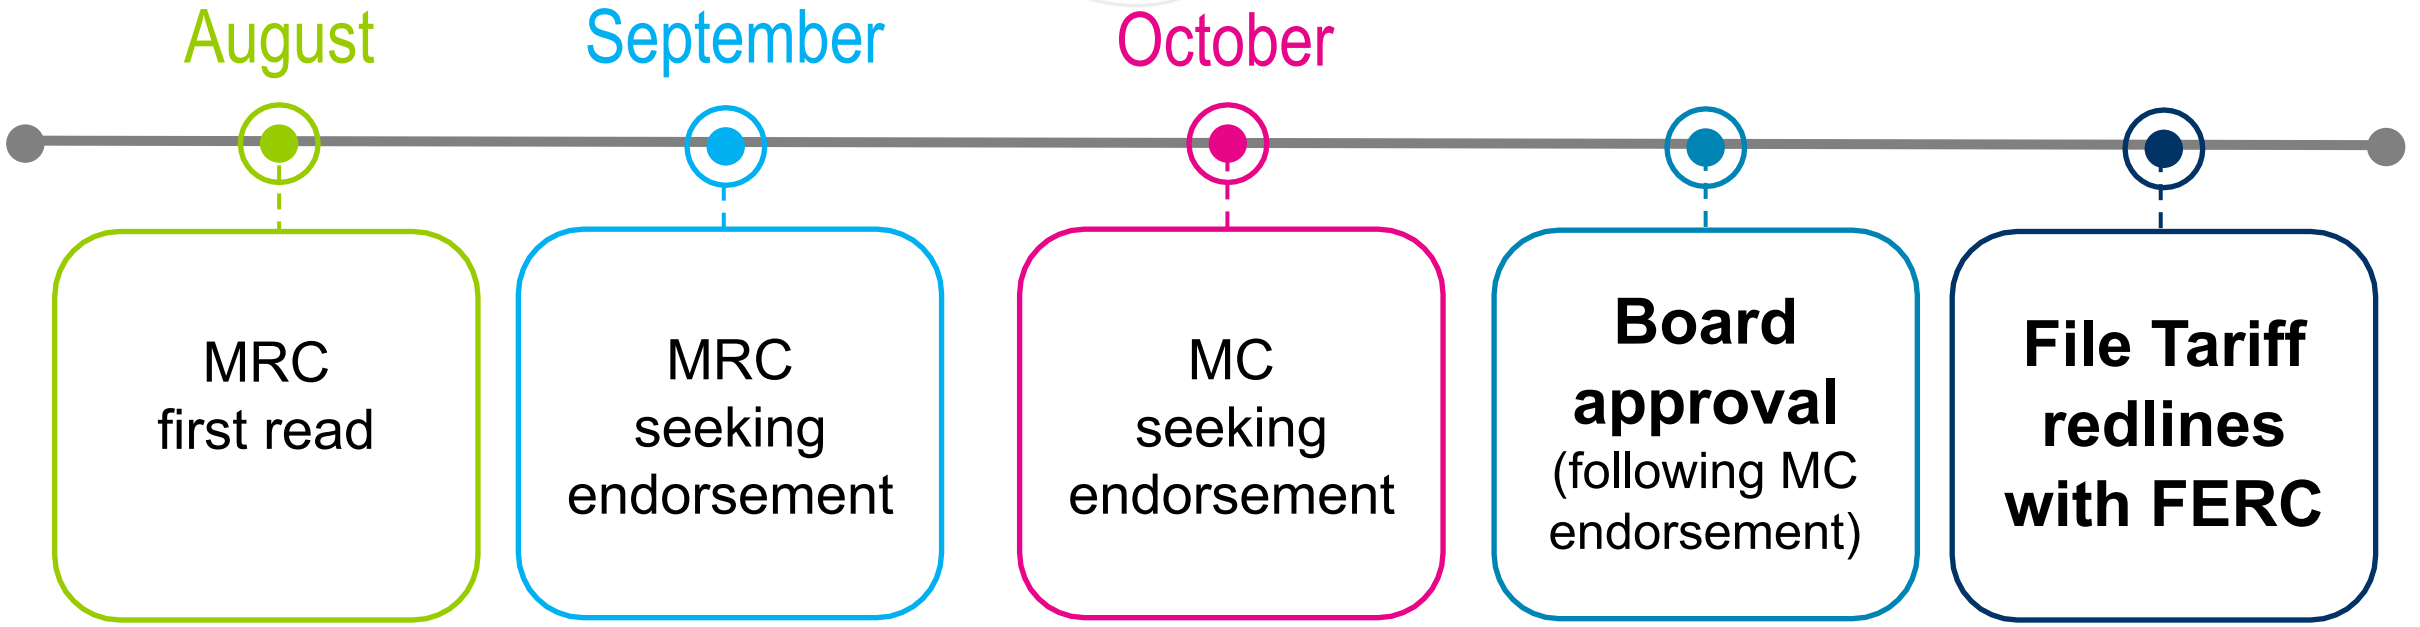 August
September
October
MRC
first read
MRC
seeking
endorsement
MC
seeking
endorsement
Board
approval
(following MC
endorsement)
File Tariff
redlines
with FERC